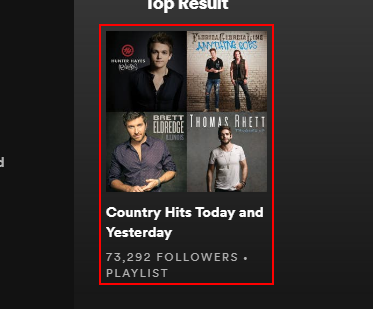 Top Result
HUNTER HAYES
FLORIDA GEORGIA LINE
ANYTHING GOES
BRETT
ELDREDGE
ILLINOIS
THOMAS RHETT
d
Country Hits Today and
Yesterday
73,292 FOLLOWERS •
PLAYLIST